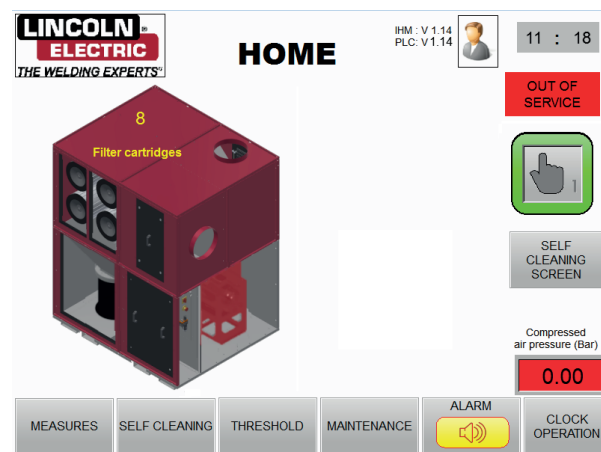 LINCOLN ®
ELECTRIC
THE WELDING EXPERTS®
HOME
IHM : V 1.14
PLC: V 1.14
11 : 18
OUT OF
SERVICE
8
Filter cartridges
1
SELF
CLEANING
SCREEN
Compressed
air pressure (Bar)
0.00
MEASURES
SELF CLEANING
THRESHOLD
MAINTENANCE
ALARM
CLOCK
OPERATION